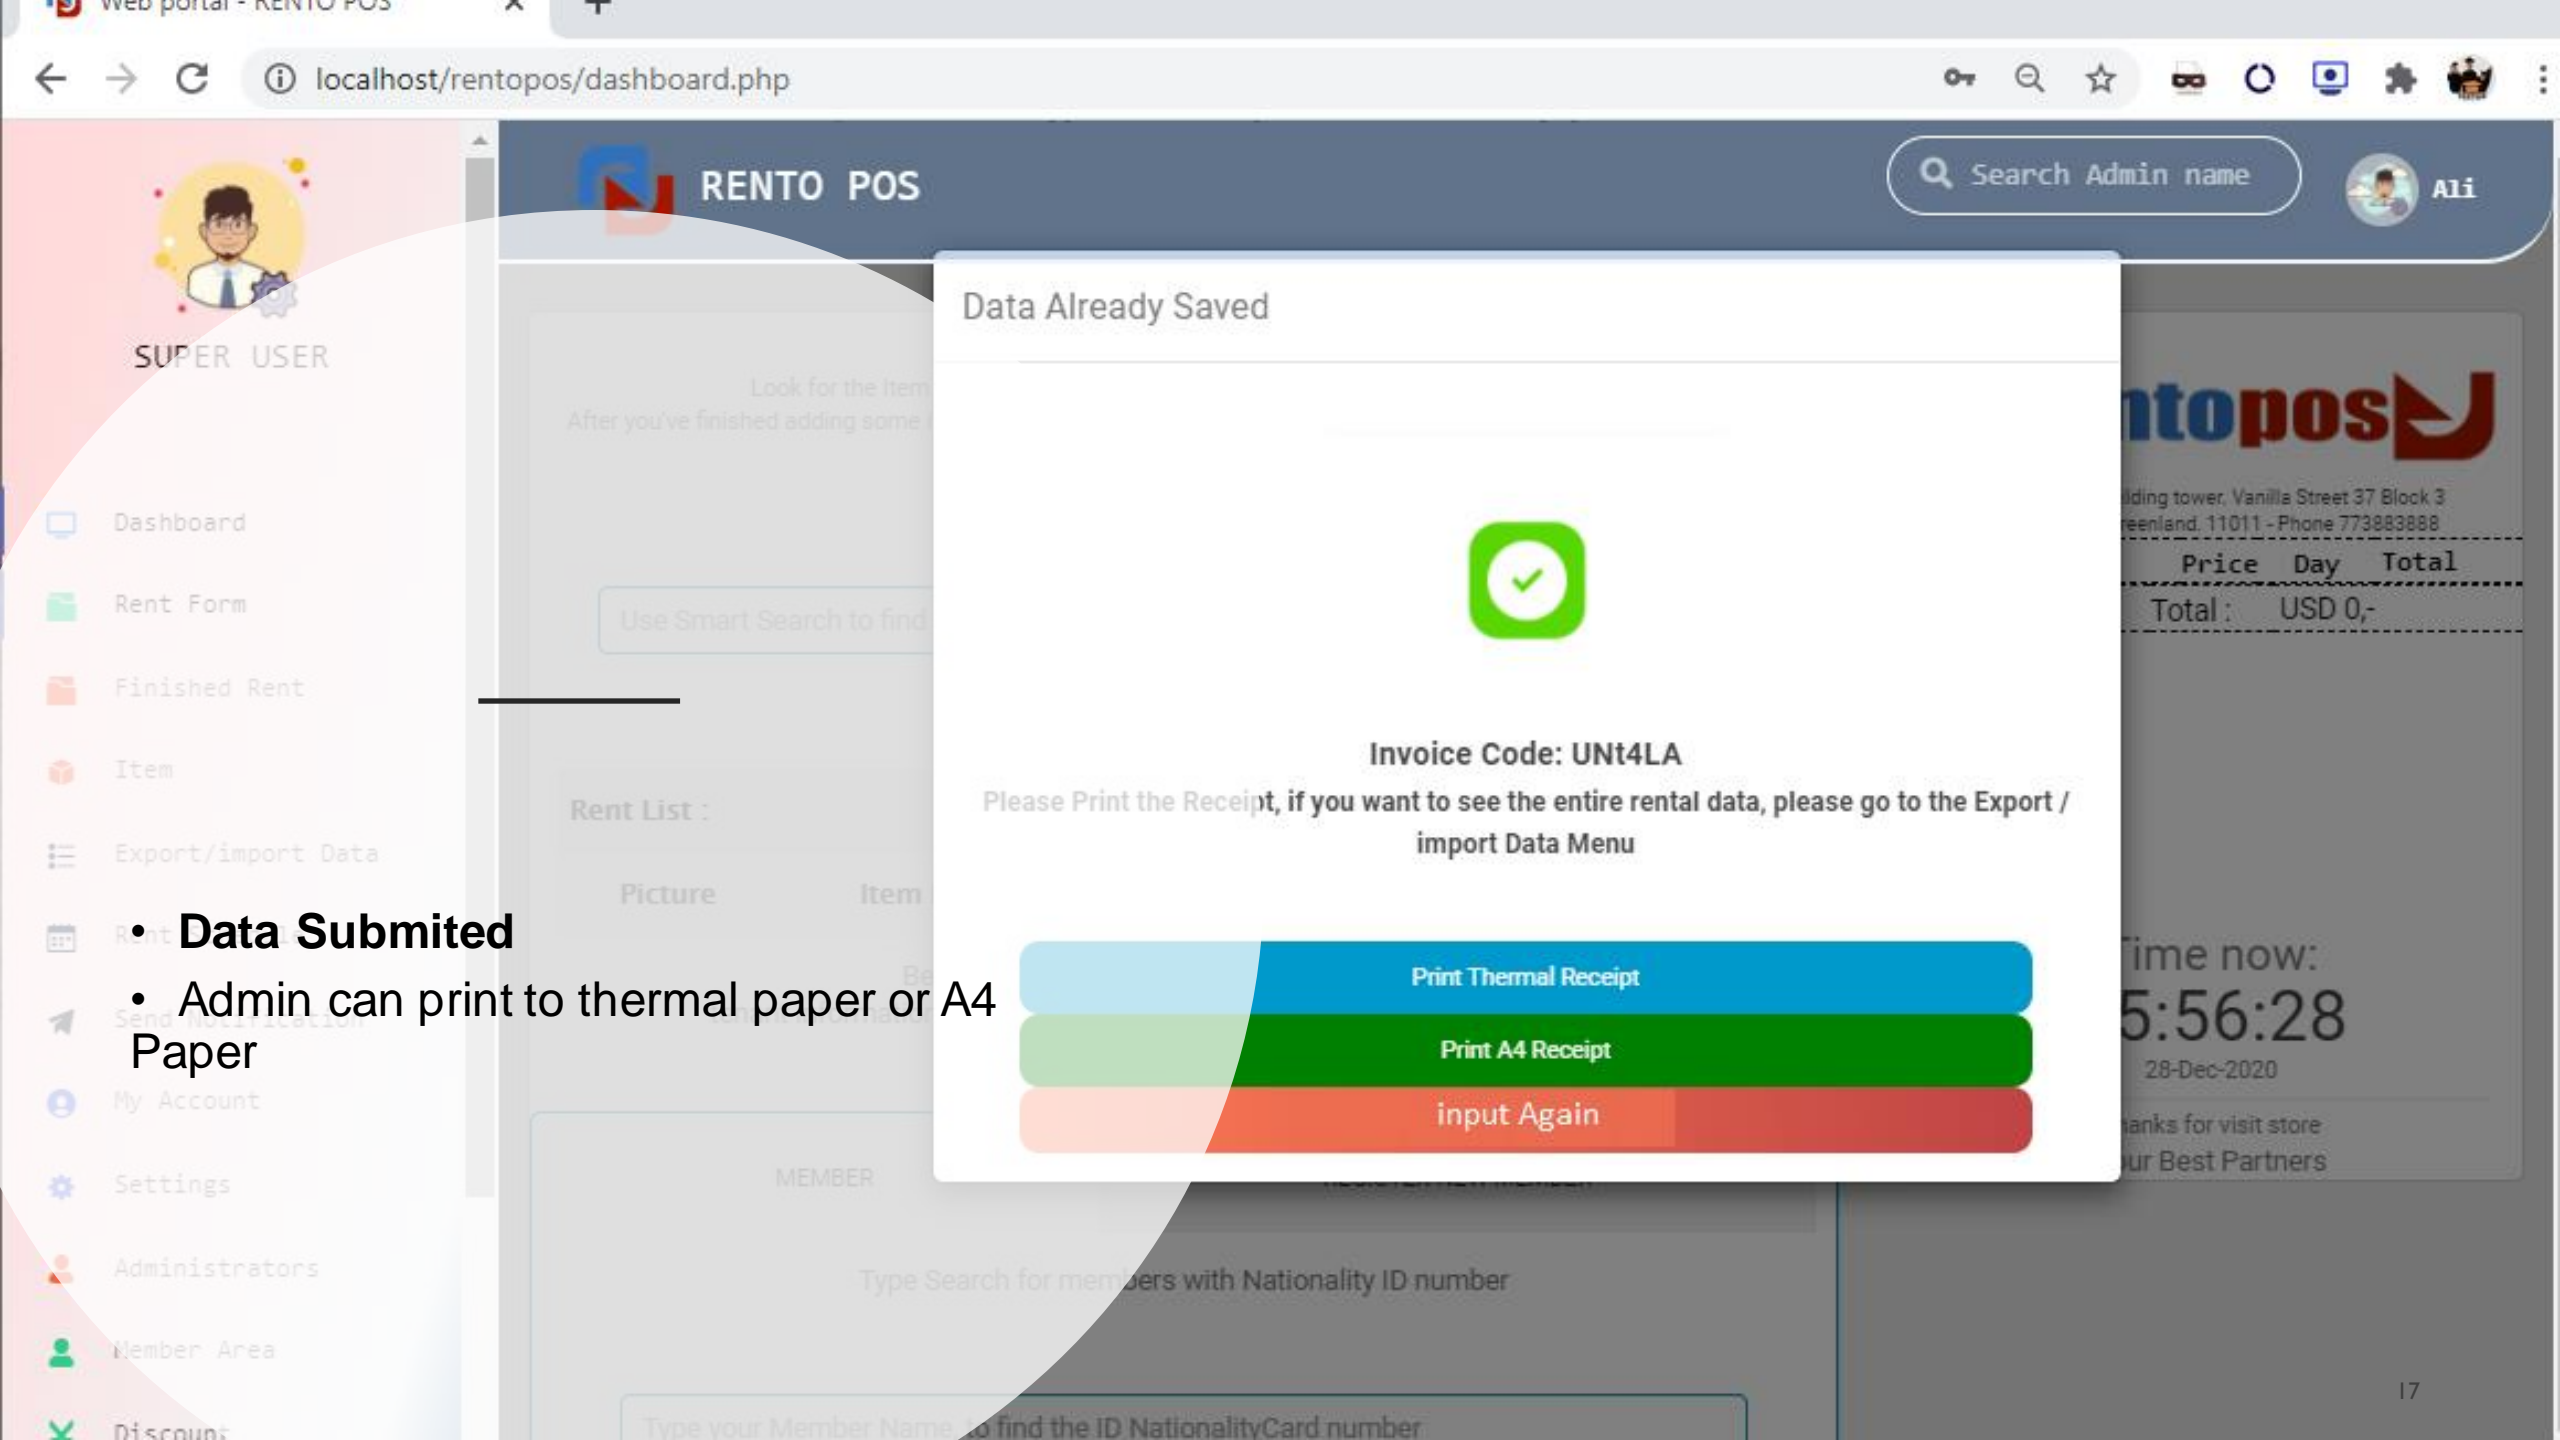 Web portal - RENTO POS
localhost/rentopos/dashboard.php
RENTO POS
Search Admin name
Ali
SUPER USER
Dashboard
Rent Form
Finished Rent
Item
Export/import Data
Rent
Send Notification
My Account
Settings
Administrators
Member Area
Discount
Look for the Item
After you've finished adding some
Use Smart Search to find
Rent List :
Picture Item
MEMBER
Type Search for members with Nationality ID number
Type your Member Name, to find the ID NationalityCard number
Data Already Saved
Invoice Code: UNt4LA
Please Print the Receipt, if you want to see the entire rental data, please go to the Export /
import Data Menu
Print Thermal Receipt
Print A4 Receipt
input Again
• Data Submited
• Admin can print to thermal paper or A4
Paper
ntopos
lding tower, Vanilla Street 37 Block 3
eenland. 11011 - Phone 773883888
Price Day Total
Total : USD 0,-
ime now:
5:56:28
28-Dec-2020
anks for visit store
ur Best Partners
17